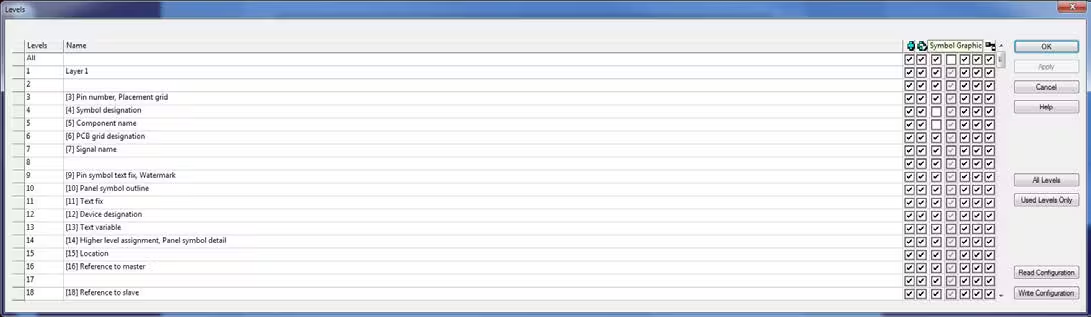 Levels
Levels Name Symbol Graphic
All
1 Layer 1
2
3 [3] Pin number, Placement grid
4 [4] Symbol designation
5 [5] Component name
6 [6] PCB grid designation
7 [7] Signal name
8
9 [9] Pin symbol text fix, Watermark
10 [10] Panel symbol outline
11 [11] Text fix
12 [12] Device designation
13 [13] Text variable
14 [14] Higher level assignment, Panel symbol detail
15 [15] Location
16 [16] Reference to master
17
18 [18] Reference to slave
OK
Apply
Cancel
Help
All Levels
Used Levels Only
Read Configuration
Write Configuration